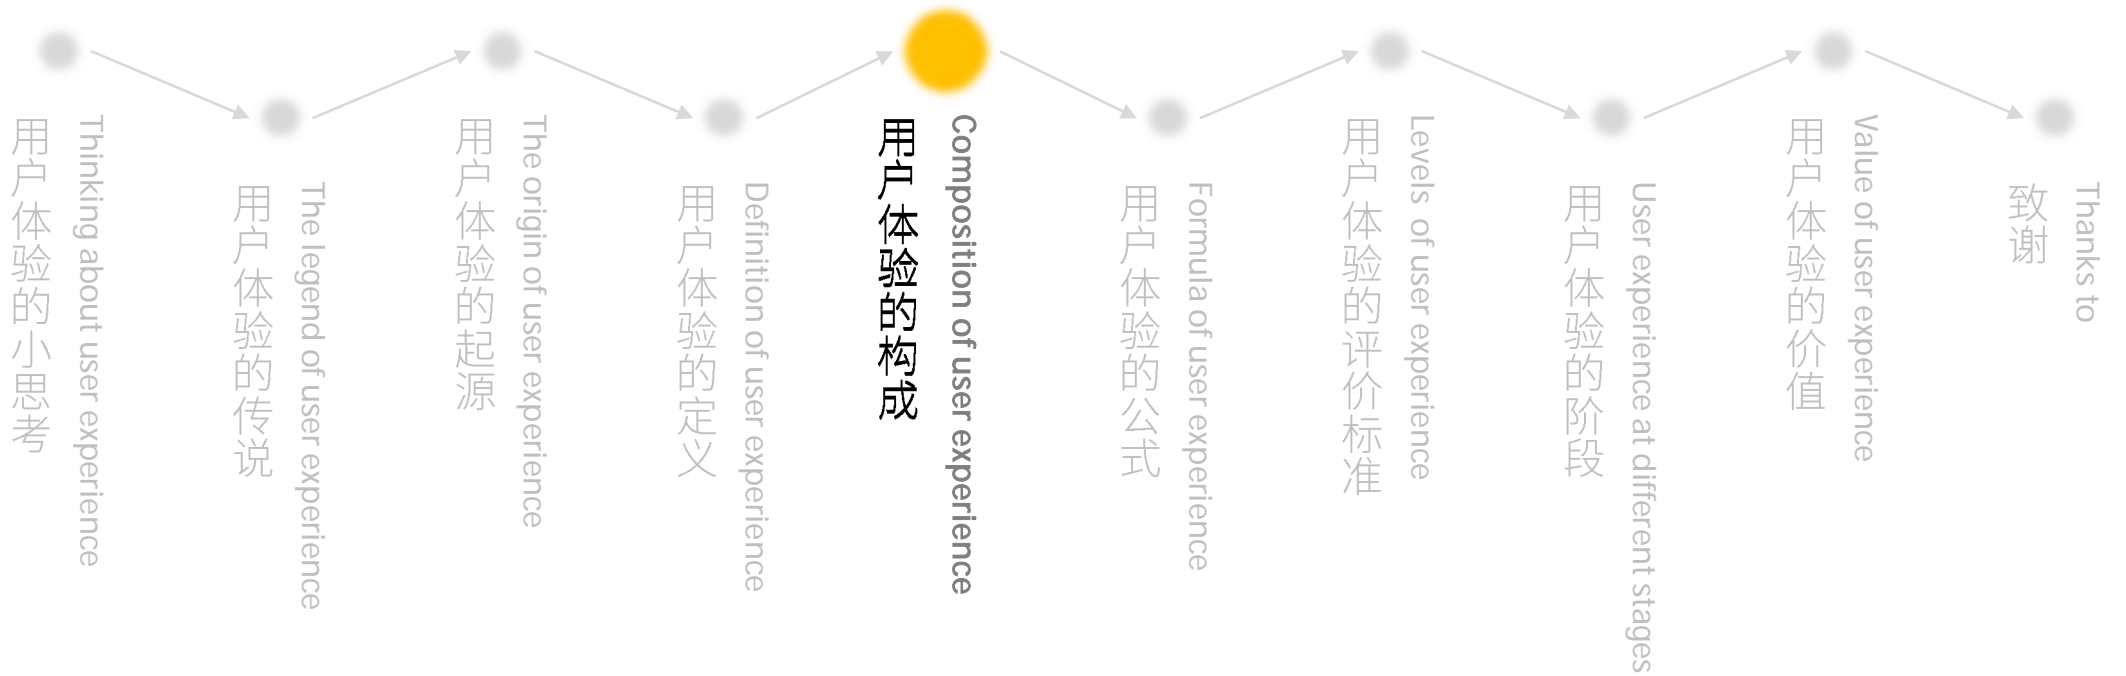 用户体验的小思考
Thinking about user experience
用户体验的传说
The legend of user experience
用户体验的起源
The origin of user experience
用户体验的定义
Definition of user experience
用户体验的构成
Composition of user experience
用户体验的公式
Formula of user experience
用户体验的评价标准
Levels of user experience
用户体验的阶段
User experience at different stages
用户体验的价值
Value of user experience
致谢
Thanks to